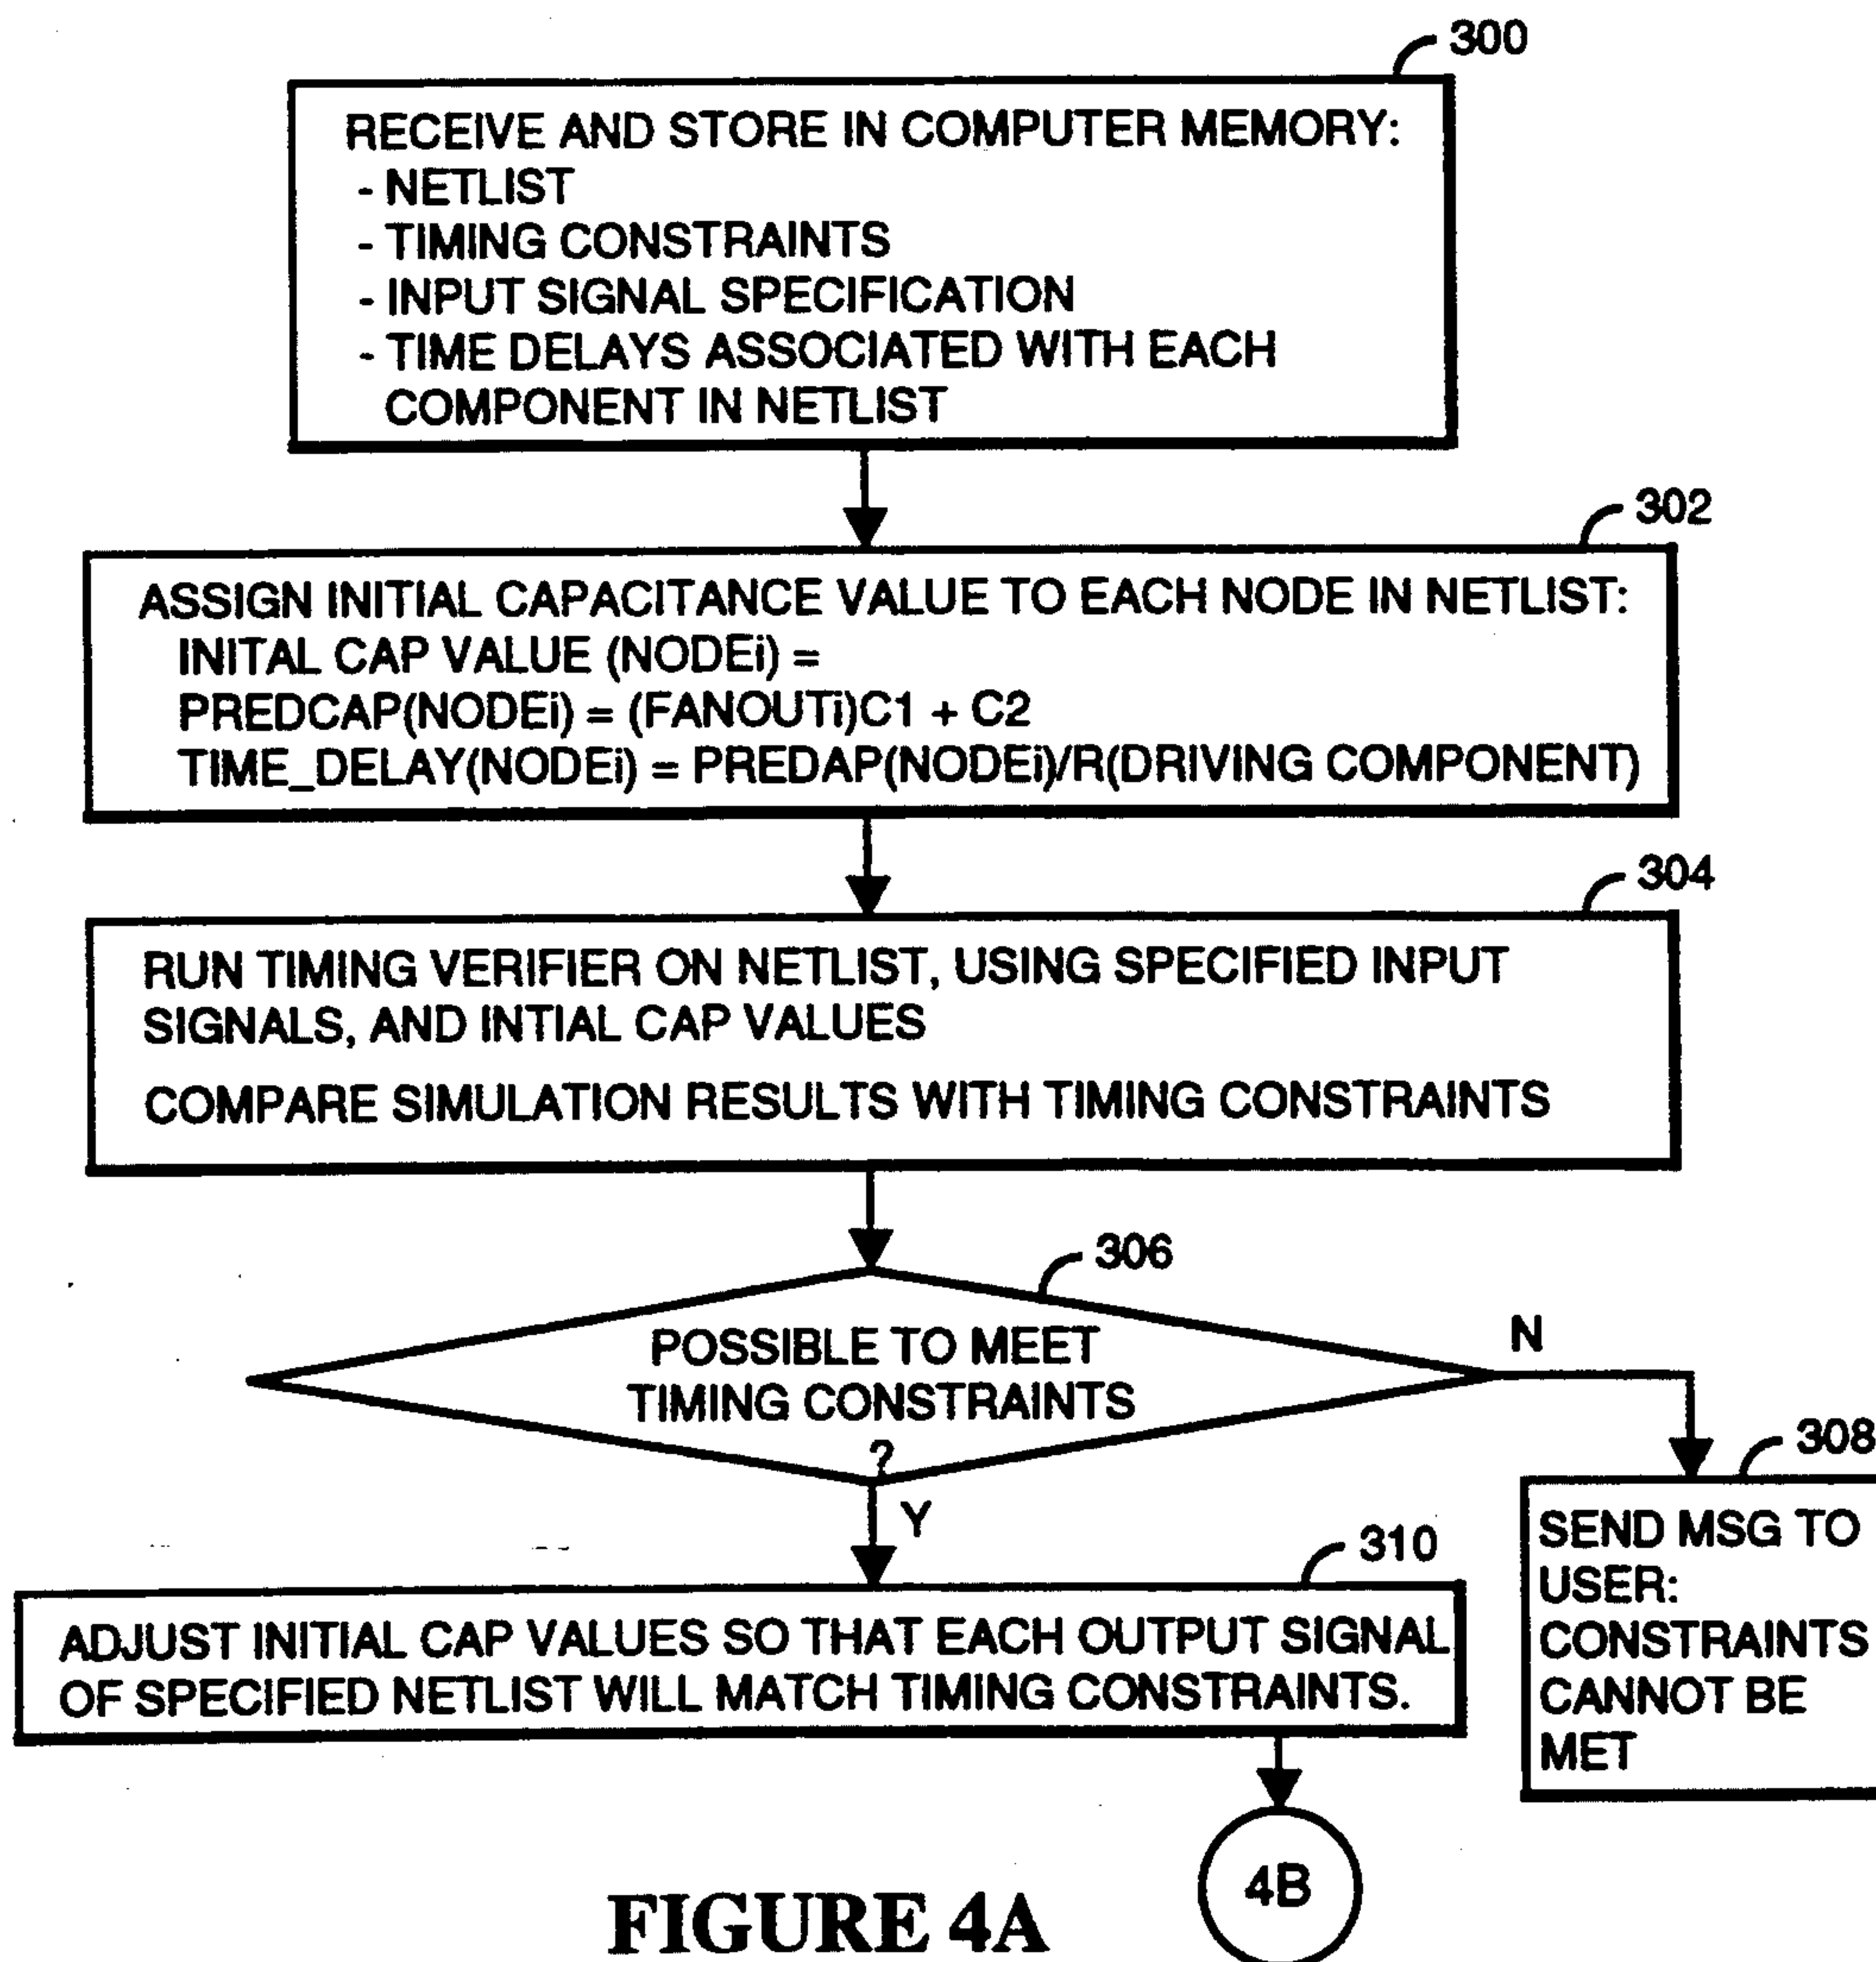 300
RECEIVE AND STORE IN COMPUTER MEMORY:
- NETLIST
- TIMING CONSTRAINTS
- INPUT SIGNAL SPECIFICATION
- TIME DELAYS ASSOCIATED WITH EACH
COMPONENT IN NETLIST
302
ASSIGN INITIAL CAPACITANCE VALUE TO EACH NODE IN NETLIST:
INITAL CAP VALUE (NODEi) =
PREDCAP(NODEi) = (FANOUTi)C1 + C2
TIME_DELAY(NODEi) = PREDAP(NODEi)/R(DRIVING COMPONENT)
304
RUN TIMING VERIFIER ON NETLIST, USING SPECIFIED INPUT
SIGNALS, AND INTIAL CAP VALUES
COMPARE SIMULATION RESULTS WITH TIMING CONSTRAINTS
306
POSSIBLE TO MEET
TIMING CONSTRAINTS
?
N
Y
308
SEND MSG TO
USER:
CONSTRAINTS
CANNOT BE
MET
310
ADJUST INITIAL CAP VALUES SO THAT EACH OUTPUT SIGNAL
OF SPECIFIED NETLIST WILL MATCH TIMING CONSTRAINTS.
4B
FIGURE 4A